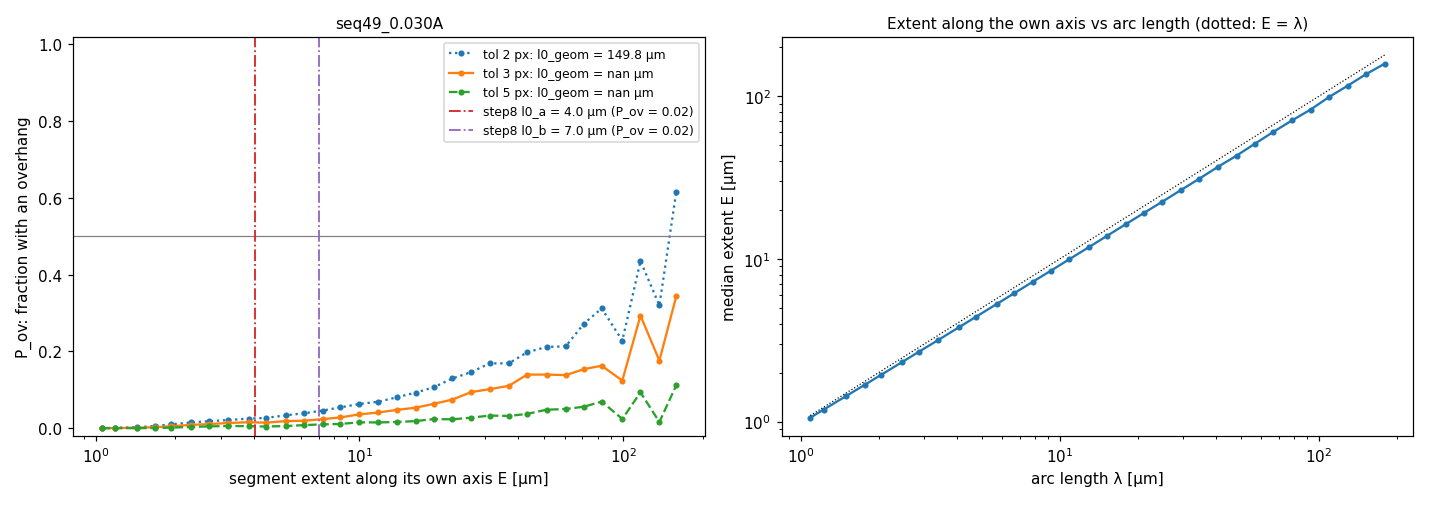 seq49_0.030A
P_ov: fraction with an overhang
1.0
0.8
0.6
0.4
0.2
0.0
tol 2 px: l0_geom = 149.8 µm
tol 3 px: l0_geom = nan µm
tol 5 px: l0_geom = nan µm
step8 l0_a = 4.0 µm (P_ov = 0.02)
step8 l0_b = 7.0 µm (P_ov = 0.02)
10⁰
10¹
10²
segment extent along its own axis E [µm]
Extent along the own axis vs arc length (dotted: E = λ)
median extent E [µm]
10²
10¹
10⁰
10⁰
10¹
10²
arc length λ [µm]